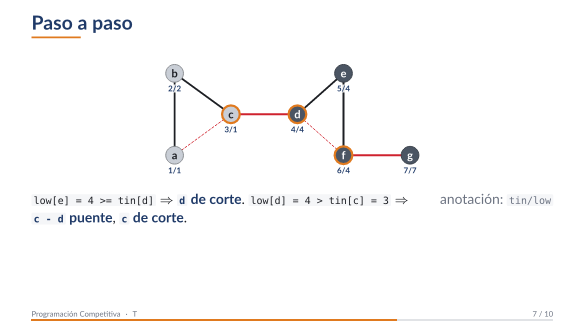 Paso a paso
b
2/2
e
5/4
c
3/1
d
4/4
a
1/1
f
6/4
g
7/7
low[e] = 4 >= tin[d] ⇒ d de corte. low[d] = 4 > tin[c] = 3 ⇒
c - d puente, c de corte.
anotación: tin/low
Programación Competitiva · T
7 / 10